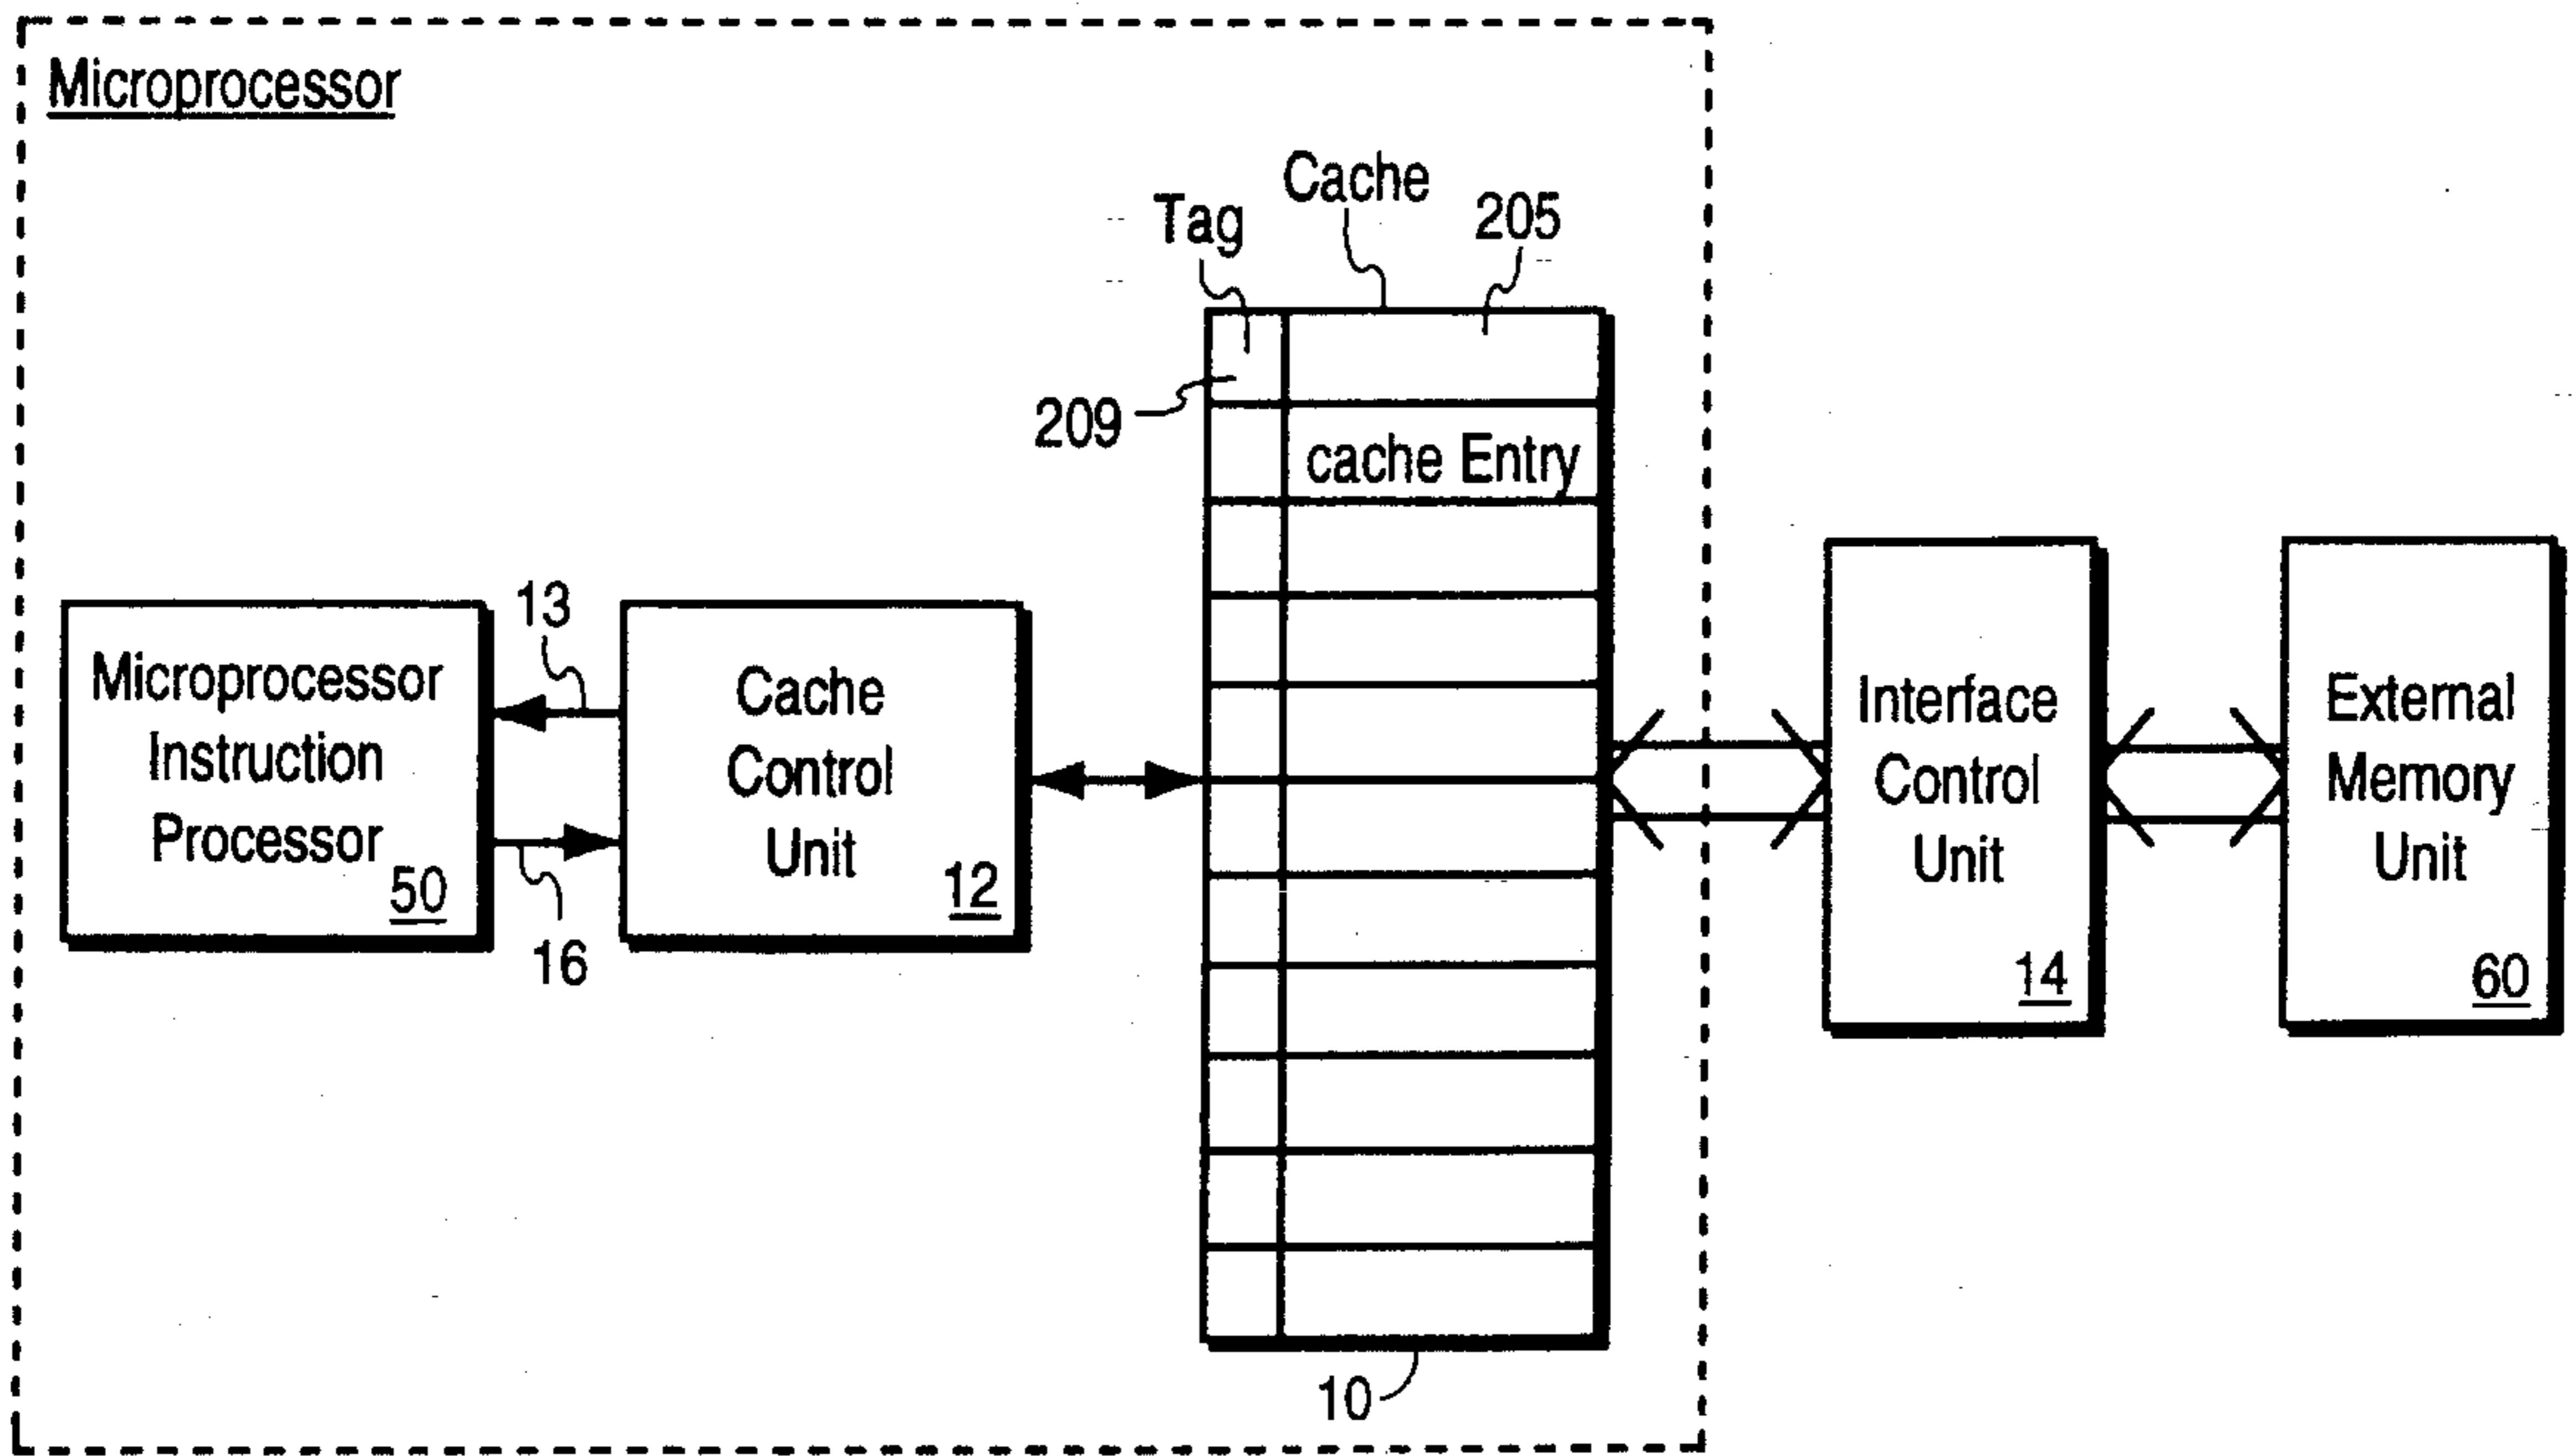 Microprocessor
Cache
Tag
205
209
cache Entry
13
Microprocessor
Instruction
Processor
50
16
Cache
Control
Unit
12
Interface
Control
Unit
14
External
Memory
Unit
60
10